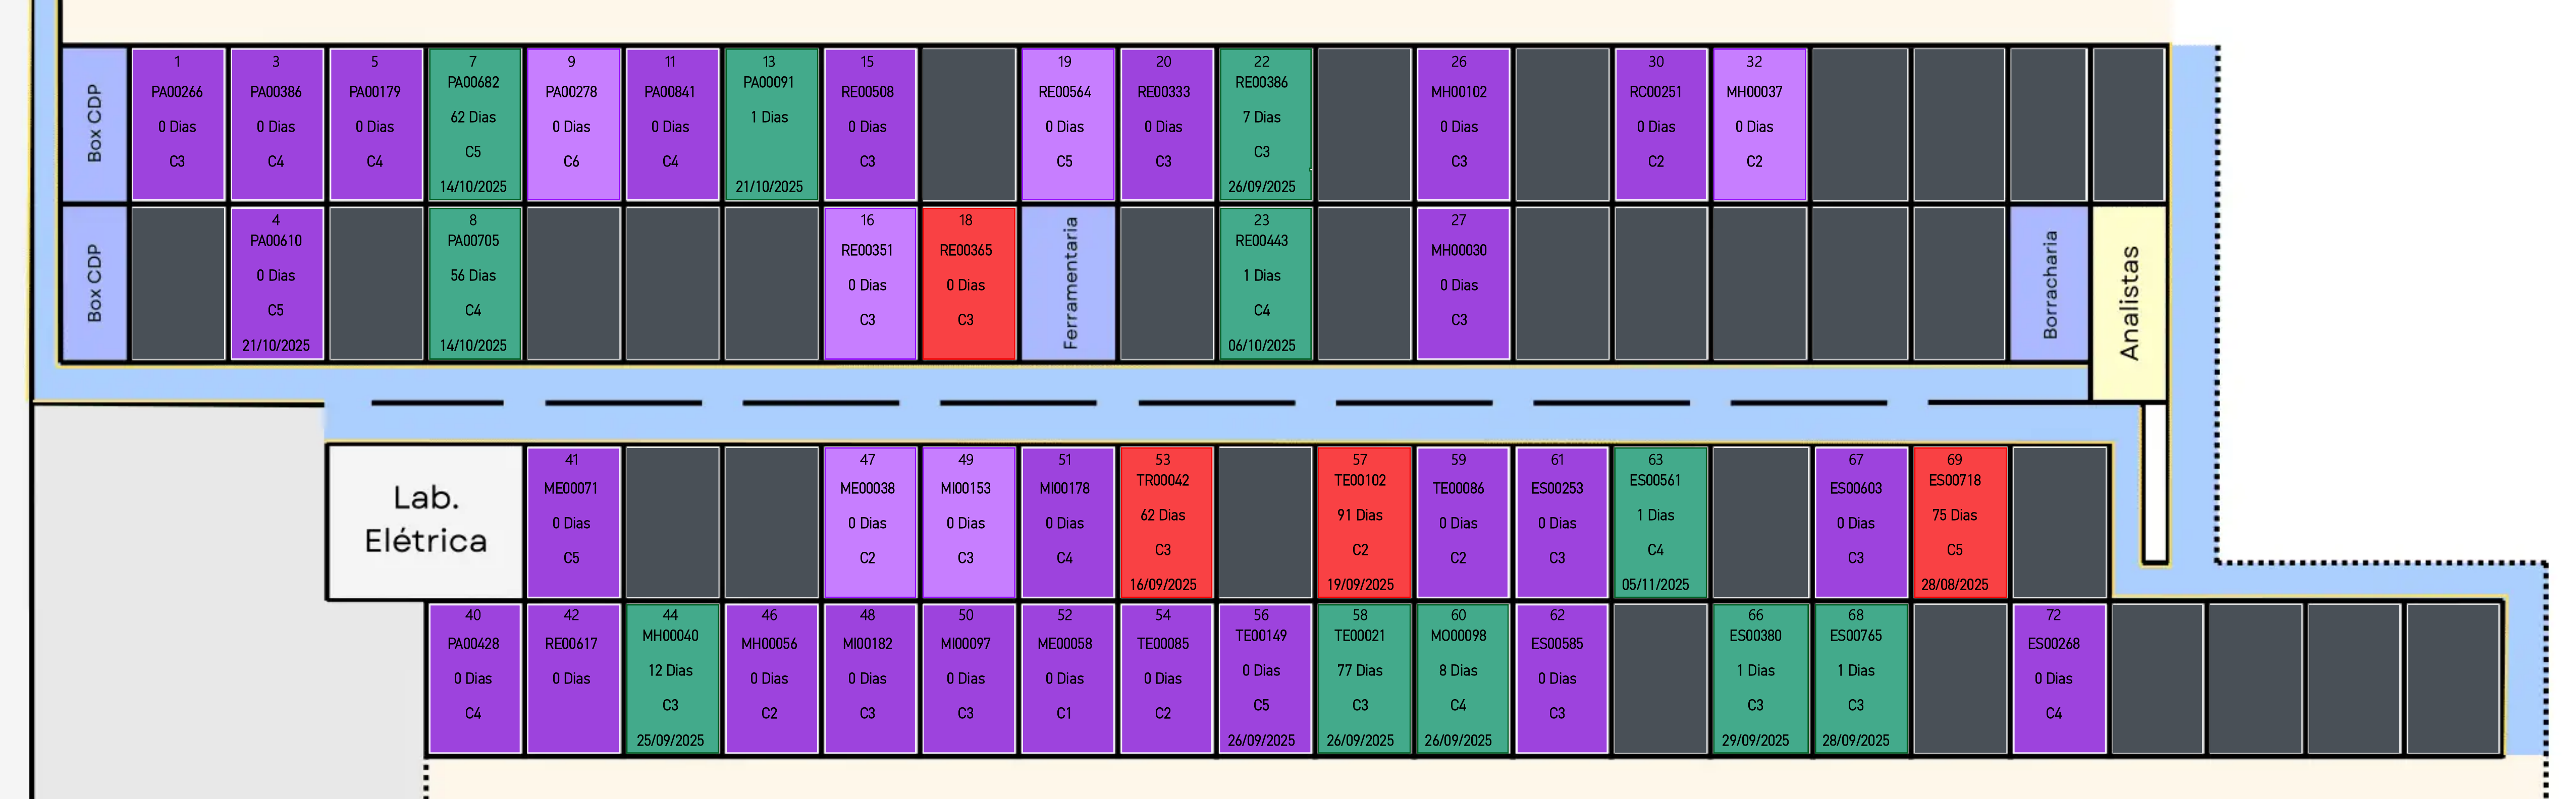 Box CDP
1
PA00266
0 Dias
C3
3
PA00386
0 Dias
C4
5
PA00179
0 Dias
C4
7
PA00682
62 Dias
C5
14/10/2025
9
PA00278
0 Dias
C6
11
PA00841
0 Dias
C4
13
PA00091
1 Dias
21/10/2025
15
RE00508
0 Dias
C3
19
RE00564
0 Dias
C5
20
RE00333
0 Dias
C3
22
RE00386
7 Dias
C3
26/09/2025
26
MH00102
0 Dias
C3
30
RC00251
0 Dias
C2
32
MH00037
0 Dias
C2
Box CDP
4
PA00610
0 Dias
C5
21/10/2025
8
PA00705
56 Dias
C4
14/10/2025
16
RE00351
0 Dias
C3
18
RE00365
0 Dias
C3
Ferramentaria
23
RE00443
1 Dias
C4
06/10/2025
27
MH00030
0 Dias
C3
Borracharia
Analistas
Lab.
Elétrica
41
ME00071
0 Dias
C5
47
ME00038
0 Dias
C2
49
MI00153
0 Dias
C3
51
MI00178
0 Dias
C4
53
TR00042
62 Dias
C3
16/09/2025
57
TE00102
91 Dias
C2
19/09/2025
59
TE00086
0 Dias
C2
61
ES00253
0 Dias
C3
63
ES00561
1 Dias
C4
05/11/2025
67
ES00603
0 Dias
C3
69
ES00718
75 Dias
C5
28/08/2025
40
PA00428
0 Dias
C4
42
RE00617
0 Dias
44
MH00040
12 Dias
C3
25/09/2025
46
MH00056
0 Dias
C2
48
MI00182
0 Dias
C3
50
MI00097
0 Dias
C3
52
ME00058
0 Dias
C1
54
TE00085
0 Dias
C2
56
TE00149
0 Dias
C5
26/09/2025
58
TE00021
77 Dias
C3
26/09/2025
60
MO00098
8 Dias
C4
26/09/2025
62
ES00585
0 Dias
C3
66
ES00380
1 Dias
C3
29/09/2025
68
ES00765
1 Dias
C3
28/09/2025
72
ES00268
0 Dias
C4